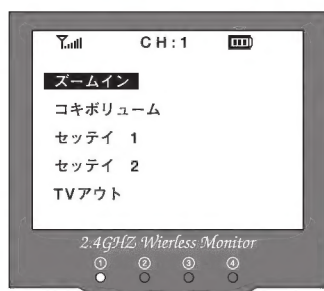 CH:1
ズームイン
コキボリューム
セッテイ 1
セッテイ 2
TVアウト
2.4GHZ Wierless Monitor
① ② ③ ④